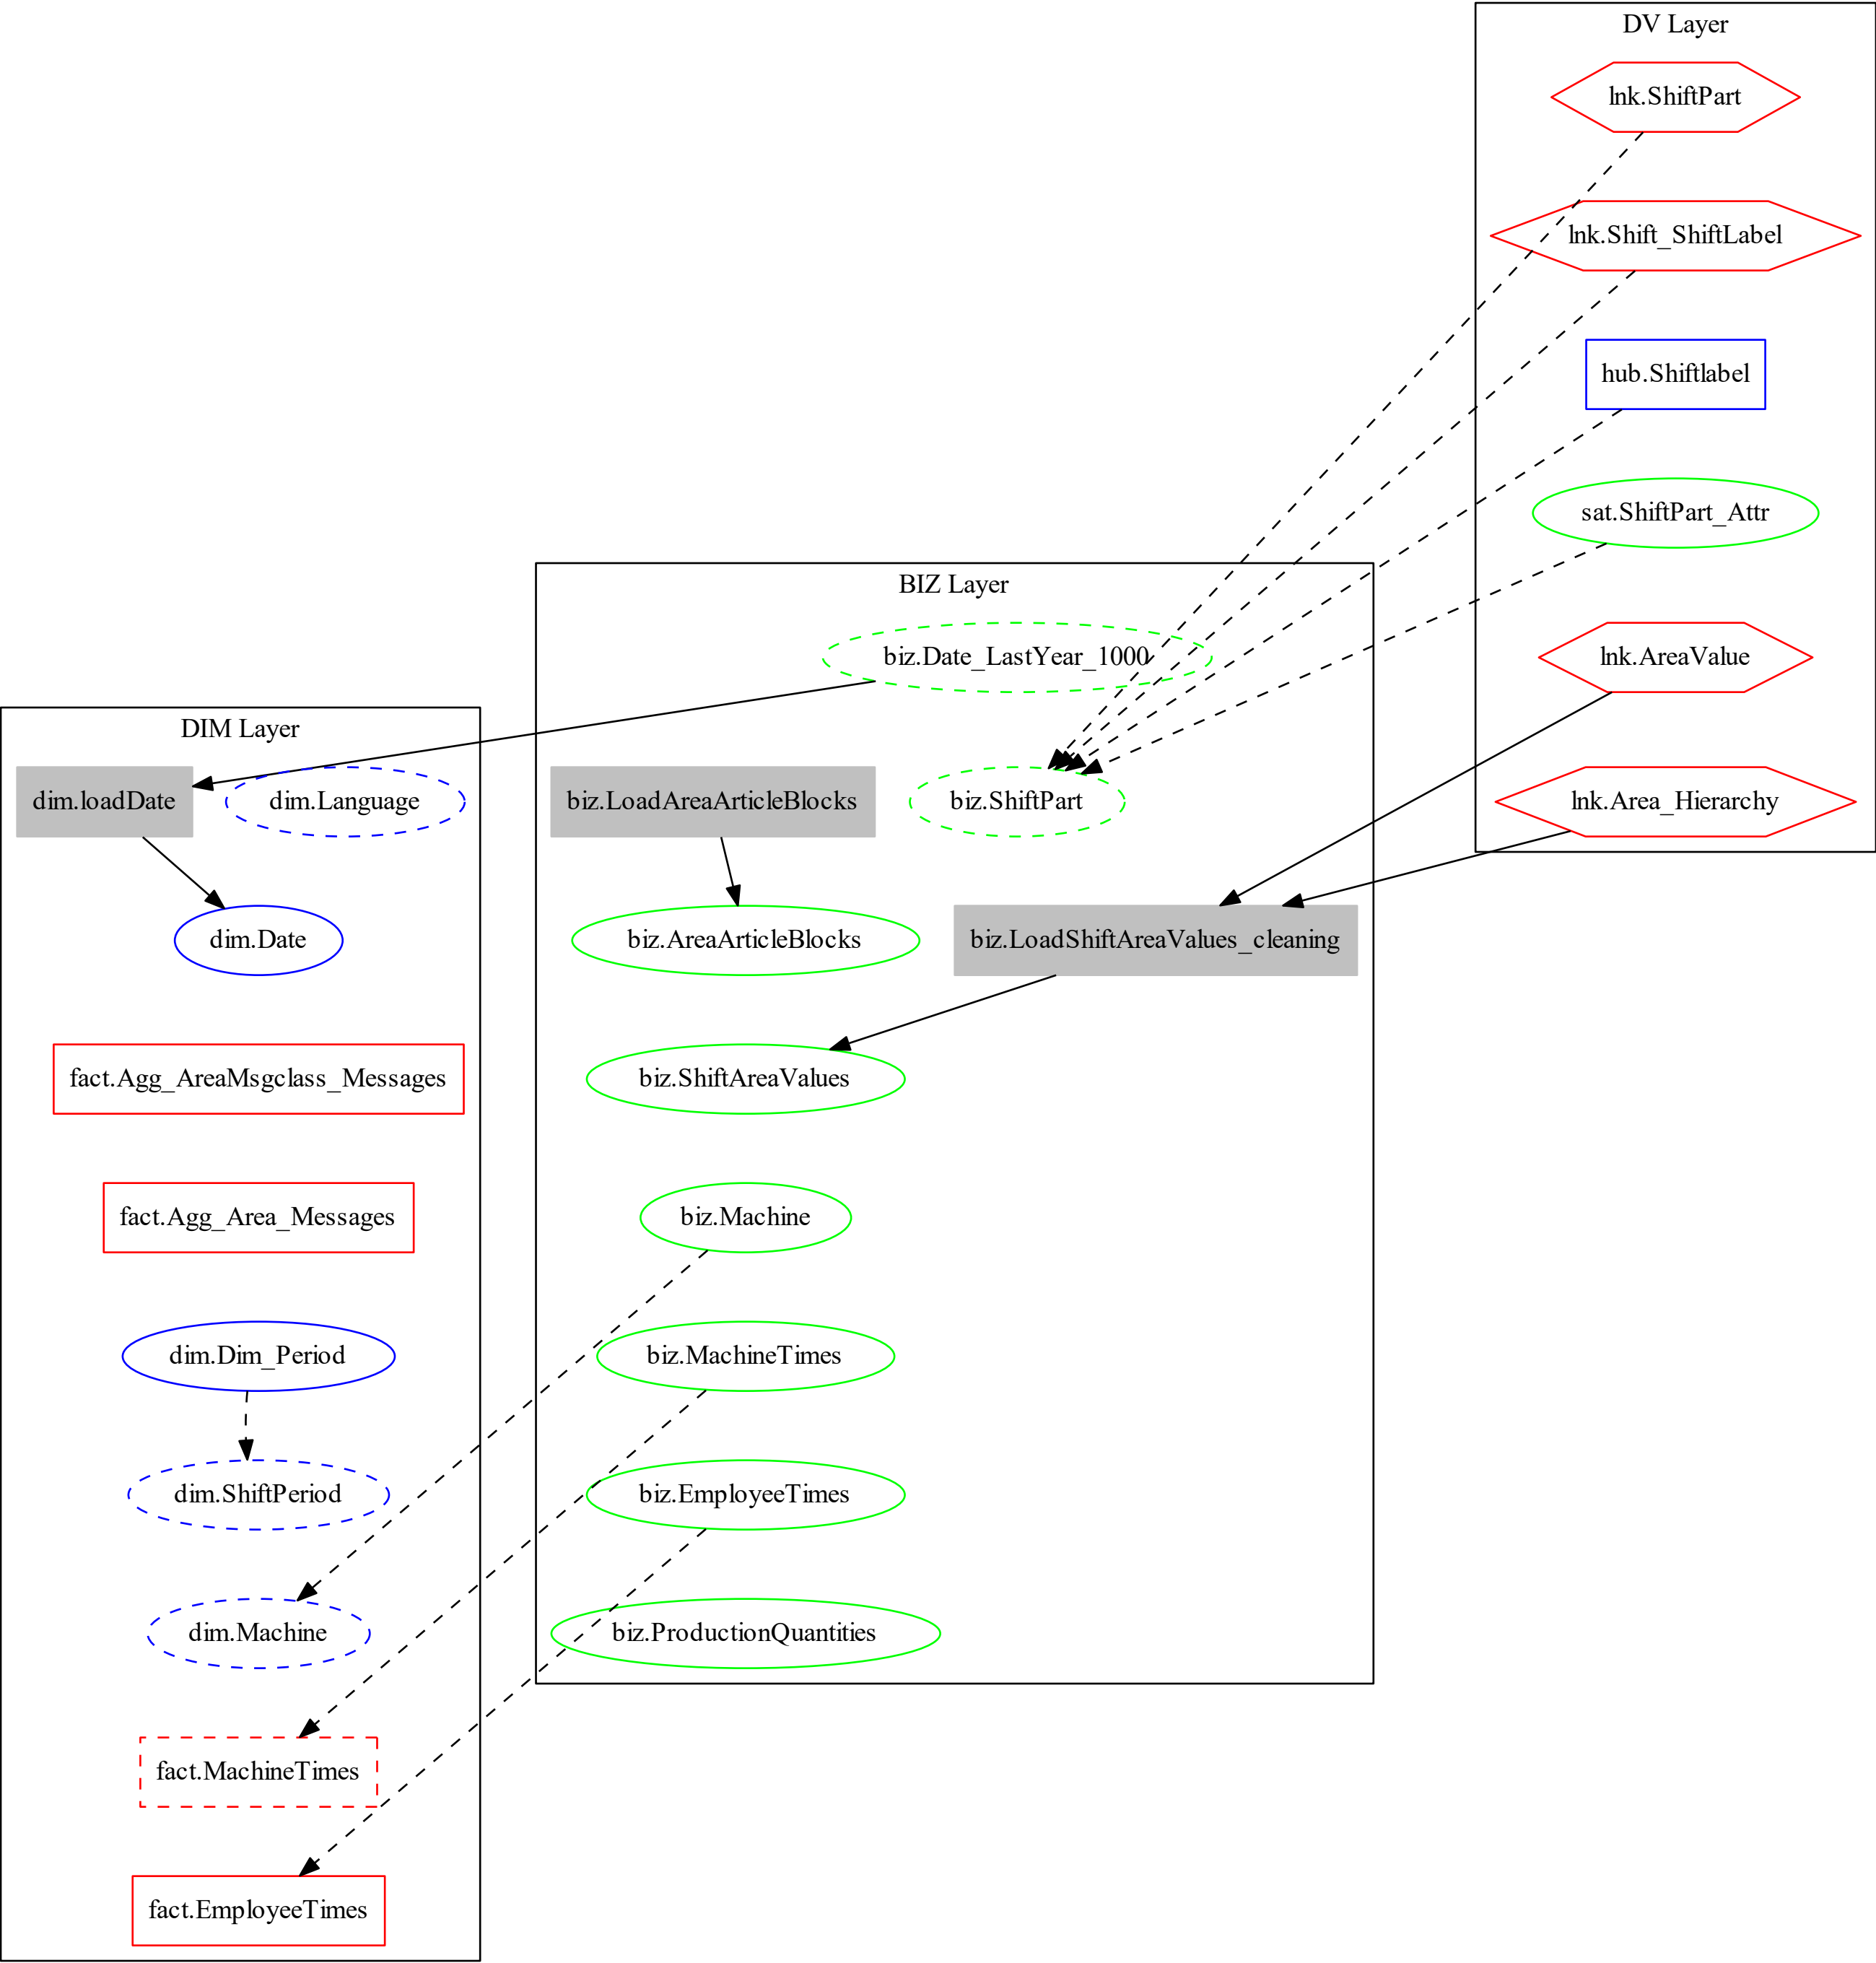 DV Layer
lnk.ShiftPart
lnk.Shift_ShiftLabel
hub.Shiftlabel
sat.ShiftPart_Attr
lnk.AreaValue
lnk.Area_Hierarchy
BIZ Layer
biz.Date_LastYear_1000
biz.LoadAreaArticleBlocks
biz.ShiftPart
biz.AreaArticleBlocks
biz.LoadShiftAreaValues_cleaning
biz.ShiftAreaValues
biz.Machine
biz.MachineTimes
biz.EmployeeTimes
biz.ProductionQuantities
DIM Layer
dim.loadDate
dim.Language
dim.Date
fact.Agg_AreaMsgclass_Messages
fact.Agg_Area_Messages
dim.Dim_Period
dim.ShiftPeriod
dim.Machine
fact.MachineTimes
fact.EmployeeTimes